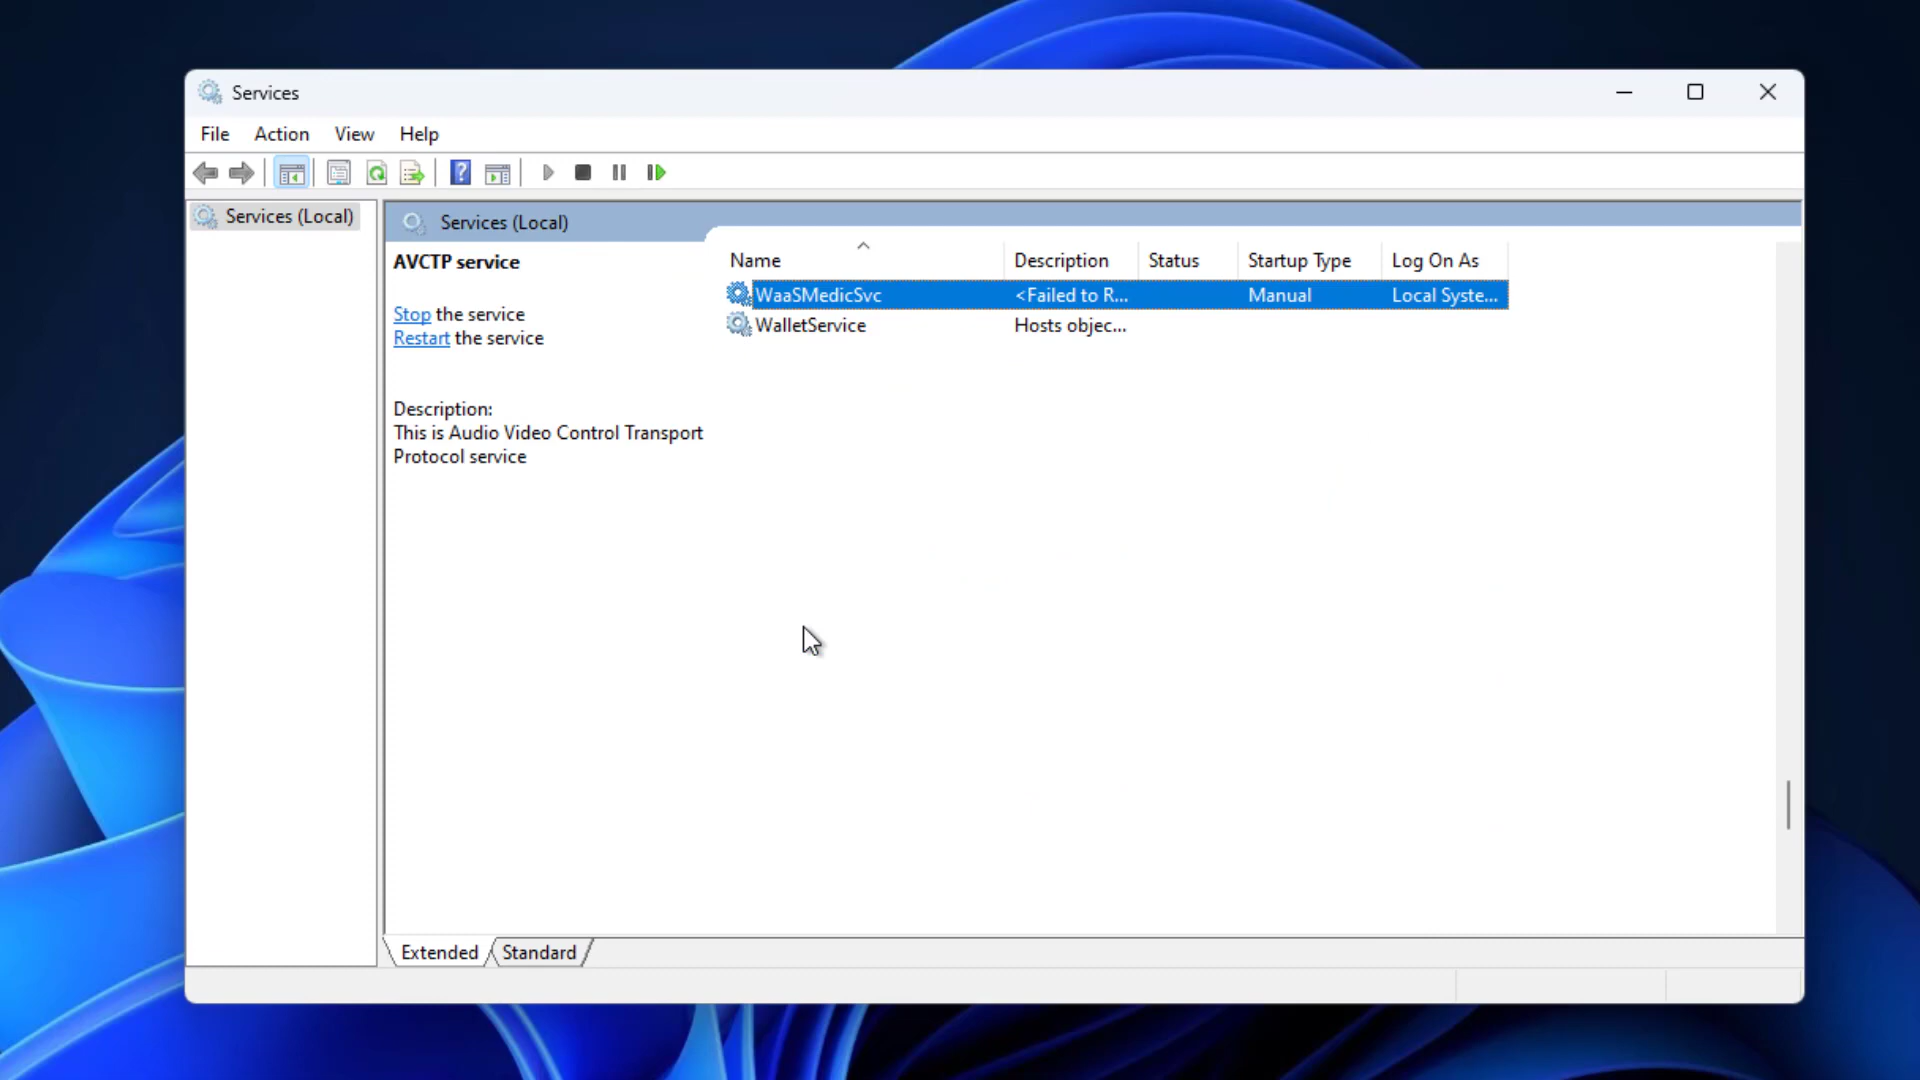 Services
File Action View Help
Services (Local)
Services (Local)
AVCTP service
Stop the service
Restart the service
Description:
This is Audio Video Control Transport
Protocol service
Name Description Status Startup Type Log On As
WaaSMedicSvc <Failed to R... Manual Local Syste...
WalletService Hosts objec...
Extended Standard